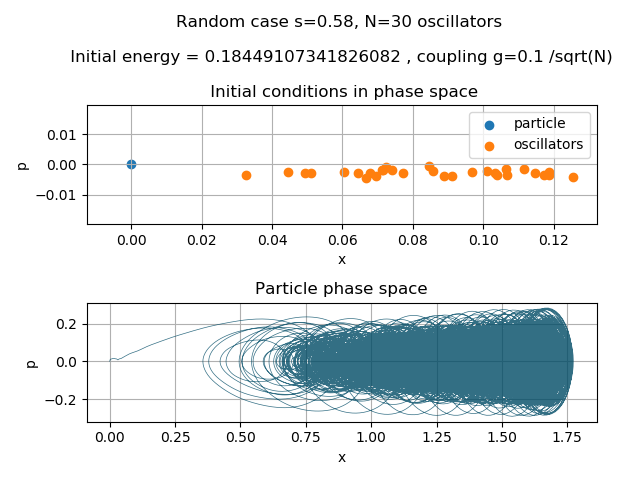 Random case s=0.58, N=30 oscillators
Initial energy = 0.18449107341826082 , coupling g=0.1 /sqrt(N)
Initial conditions in phase space
particle
oscillators
0.01
0.00
−0.01
p
0.00 0.02 0.04 0.06 0.08 0.10 0.12
x
Particle phase space
0.2
0.0
−0.2
p
0.00 0.25 0.50 0.75 1.00 1.25 1.50 1.75
x